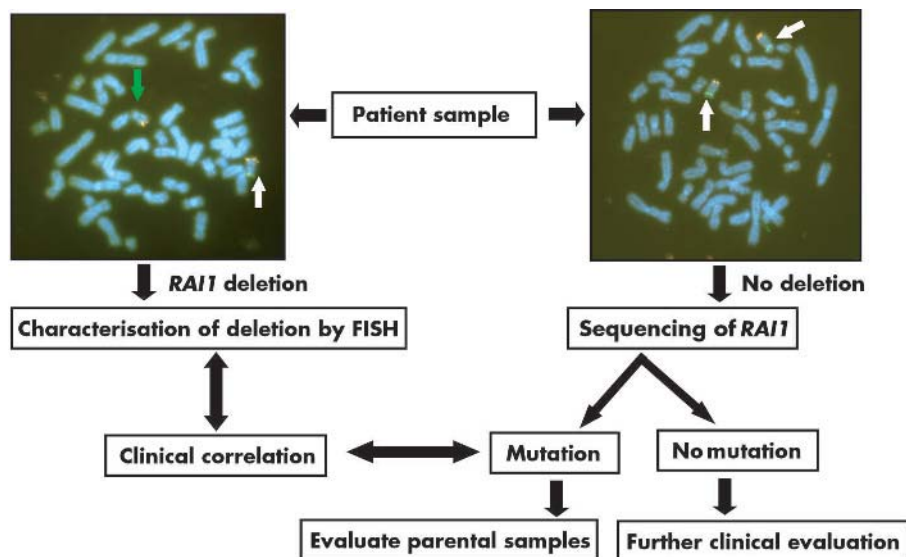 Patient sample
RAI1 deletion
No deletion
Characterisation of deletion by FISH
Sequencing of RAI1
Clinical correlation
Mutation
No mutation
Evaluate parental samples
Further clinical evaluation